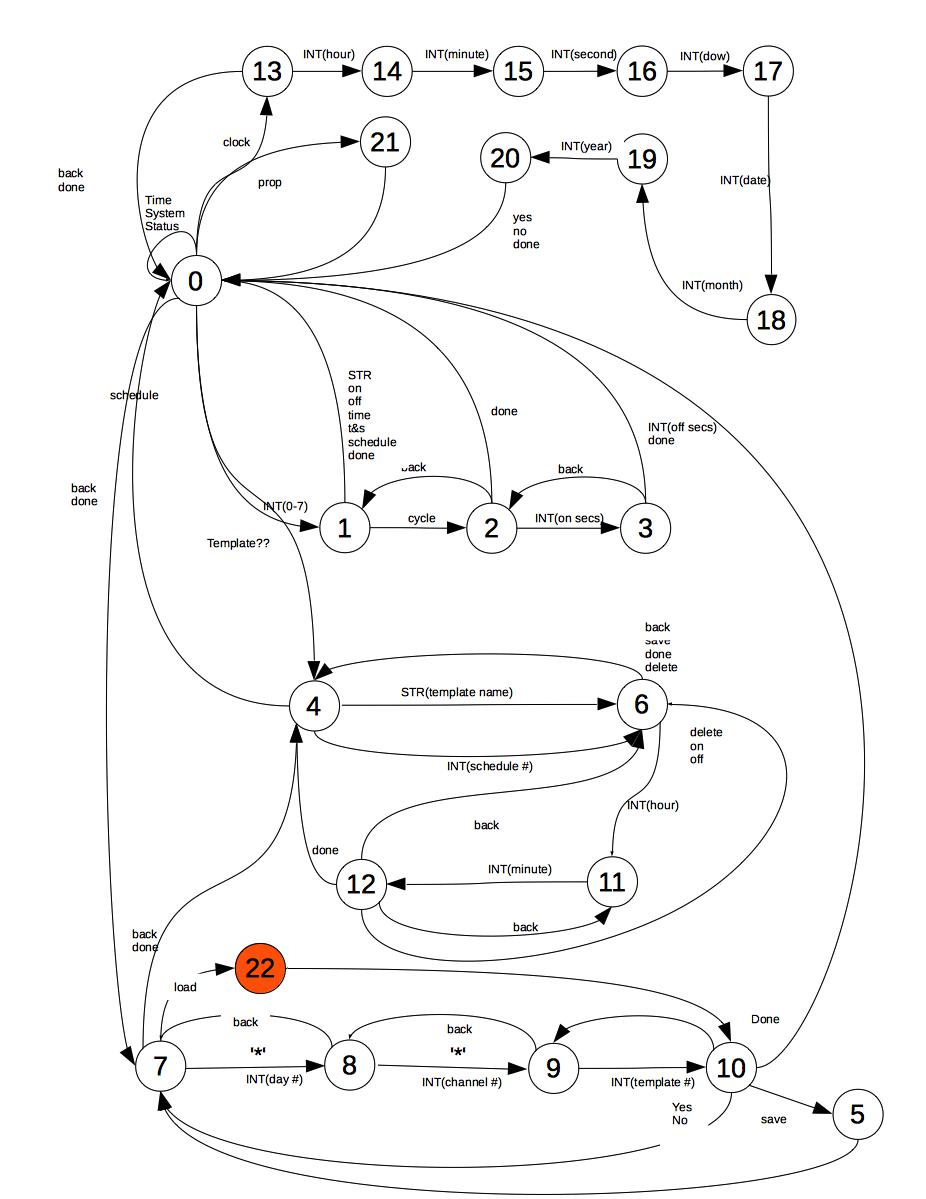 INT(hour)
INT(minute)
INT(second)
INT(dow)
13
14
15
16
17
clock
21
20
INT(year)
19
back
done
prop
INT(date)
Time
System
Status
yes
no
done
0
INT(month)
18
schedule
STR
on
off
time
t&s
schedule
done
done
INT(off secs)
done
back
done
back
back
INT(0-7)
1
cycle
2
INT(on secs)
3
Template??
back
save
done
delete
4
STR(template name)
6
delete
on
off
INT(schedule #)
INT(hour)
back
done
12
INT(minute)
11
back
back
done
22
load
back
back
Done
'*'
'*'
7
8
9
10
INT(day #)
INT(channel #)
INT(template #)
Yes
No
save
5